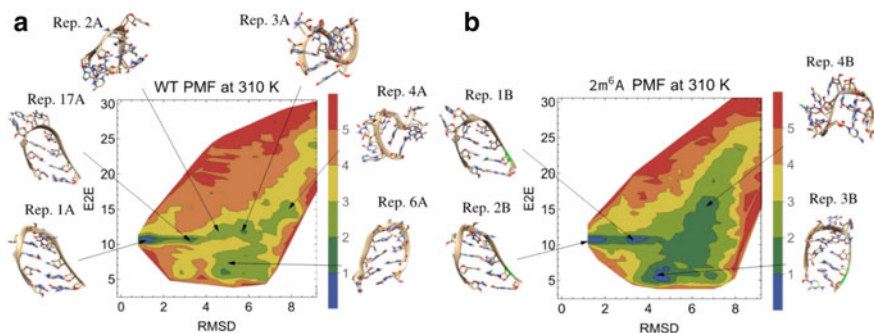 a
b
Rep. 2A
Rep. 3A
Rep. 4B
WT PMF at 310 K
2m⁶A PMF at 310 K
Rep. 17A
Rep. 4A
Rep. 1B
30
25
20
15
10
5
E2E
0 2 4 6 8
RMSD
5
4
3
2
1
Rep. 1A
Rep. 6A
Rep. 2B
Rep. 3B
30
25
20
15
10
5
E2E
0 2 4 6 8
RMSD
5
4
3
2
1